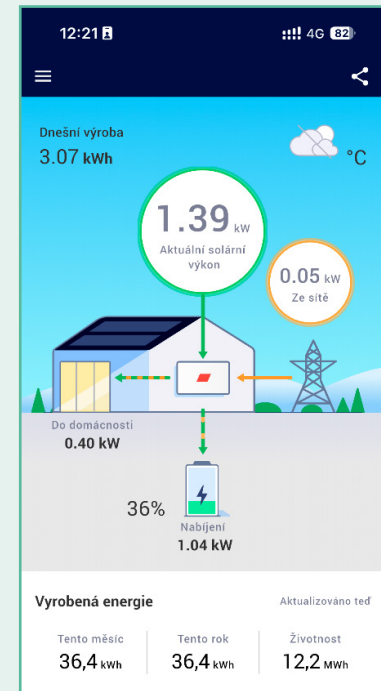 12:21
4G 82
Dnešní výroba
3.07 kWh
°C
1.39 kW
Aktuální solární
výkon
0.05 kW
Ze sítě
Do domácnosti
0.40 kW
36%
Nabíjení
1.04 kW
Vyrobená energie
Aktualizováno teď
Tento měsíc
36,4 kWh
Tento rok
36,4 kWh
Životnost
12,2 MWh